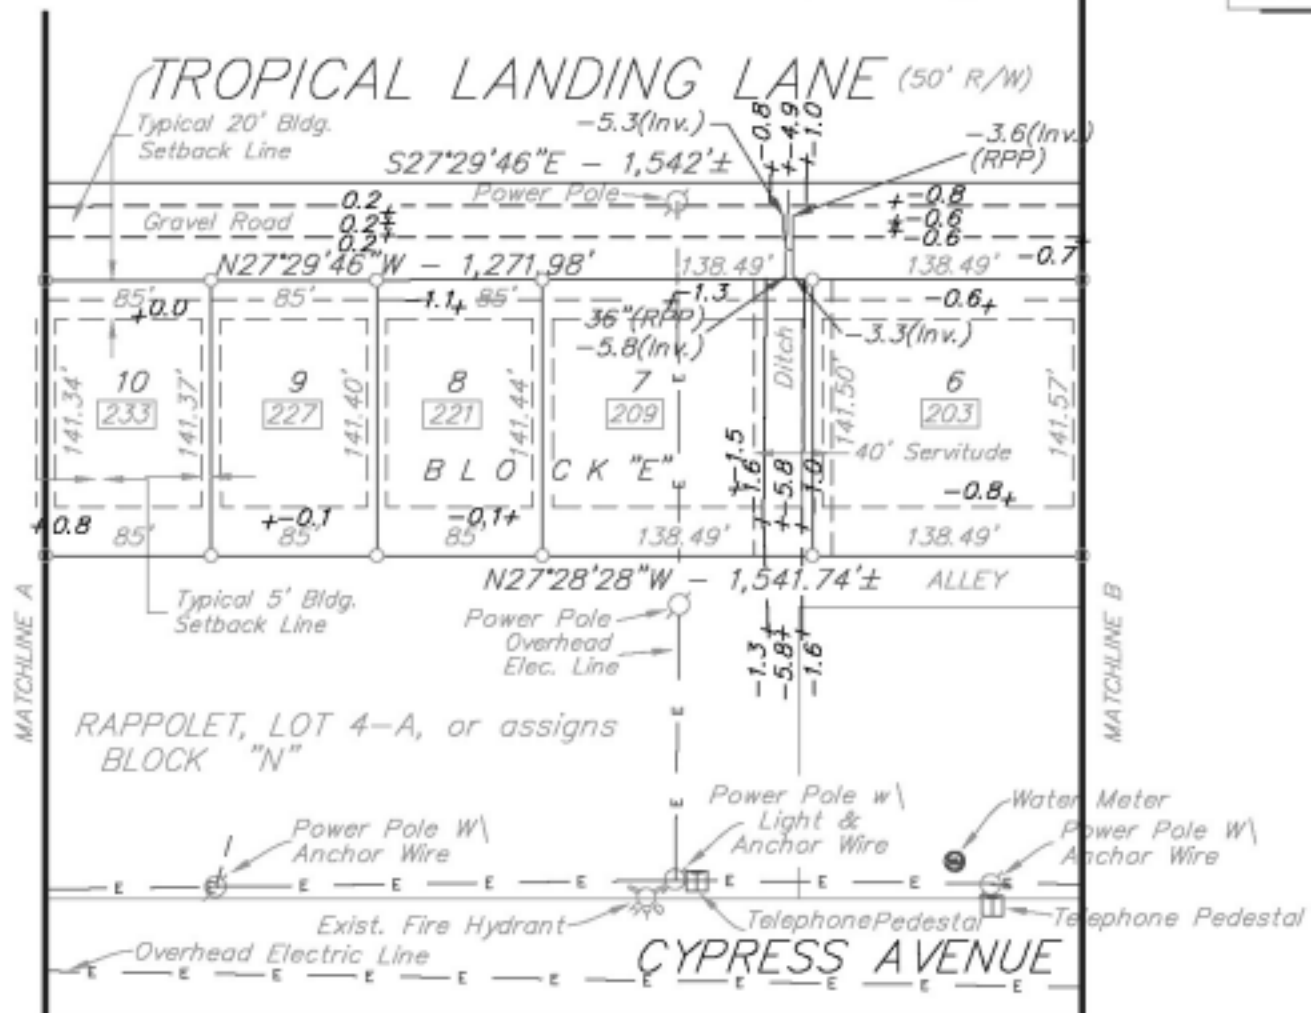 TROPICAL LANDING LANE (50' R/W)
Typical 20' Bldg.
Setback Line
-5.3(Inv.)
-0.8
-4.9
-1.0
-3.6(Inv.)
(RPP)
S27°29'46"E - 1,542'±
Power Pole
Gravel Road
0.2
0.2
0.2
-0.8
-0.6
-0.6
-0.7
N27°29'46"W - 1,271.98'
138.49'
138.49'
85'
85'
85'
0.0
-1.1
-1.3
-0.6
36"(RPP)
-5.8(Inv.)
-3.3(Inv.)
Ditch
10
233
9
227
8
221
7
209
6
203
141.34'
141.37'
141.40'
141.44'
141.50'
141.57'
BLOCK "E"
40' Servitude
-1.5
-1.6
-5.8
1.0
-0.8
0.8
-0.1
-0.1
85'
85'
85'
138.49'
138.49'
N27°28'28"W - 1,541.74'±
ALLEY
Typical 5' Bldg.
Setback Line
Power Pole
Overhead
Elec. Line
-1.3
-5.8
-1.6
MATCHLINE A
MATCHLINE B
RAPPOLET, LOT 4-A, or assigns
BLOCK "N"
Power Pole W\
Anchor Wire
Power Pole w\
Light &
Anchor Wire
Water Meter
Power Pole W\
Anchor Wire
E
E
E
E
E E E E E E E E
Exist. Fire Hydrant
Telephone Pedestal
Telephone Pedestal
Overhead Electric Line
CYPRESS AVENUE
E E E E E E E E E E E